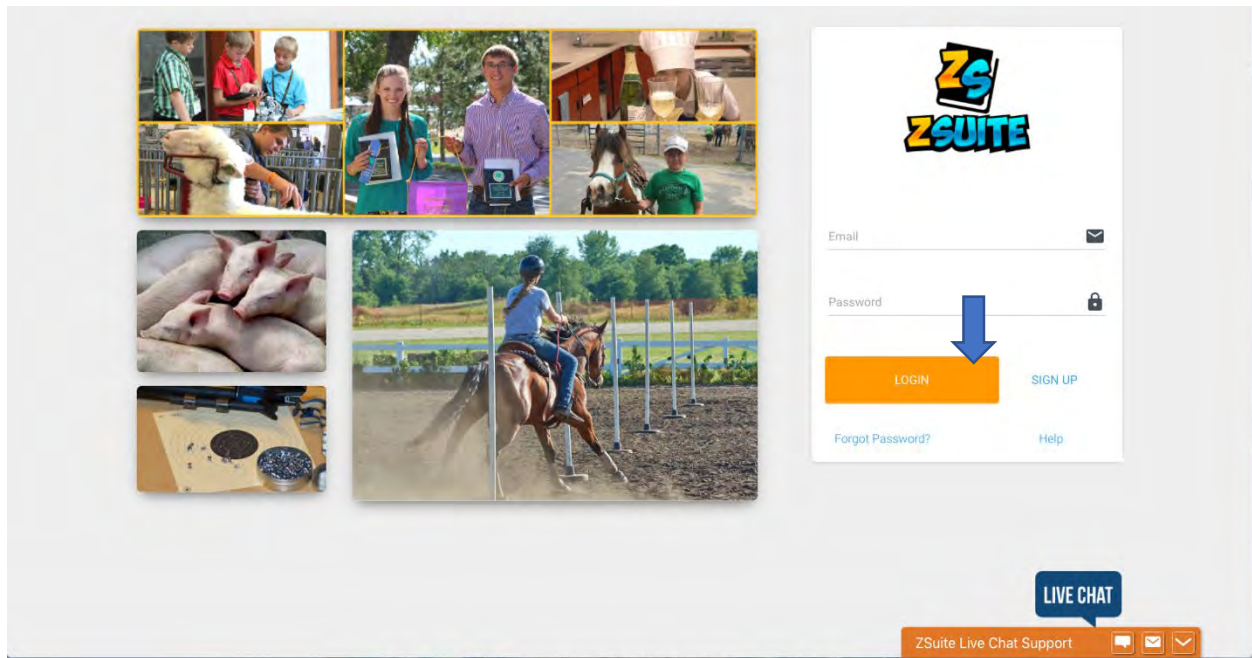 ZS
ZSUITE
Email
Password
LOGIN
SIGN UP
Forgot Password?
Help
LIVE CHAT
ZSuite Live Chat Support